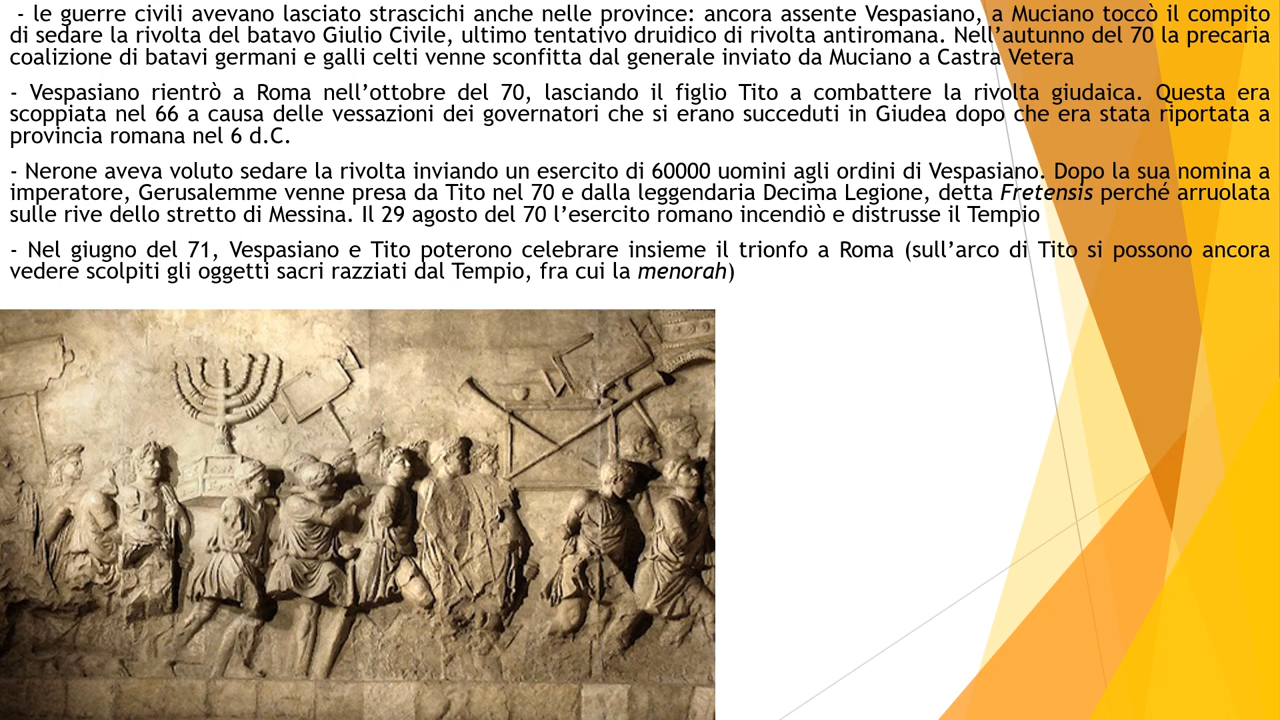 - le guerre civili avevano lasciato strascichi anche nelle province: ancora assente Vespasiano, a Muciano toccò il compito
di sedare la rivolta del batavo Giulio Civile, ultimo tentativo druidico di rivolta antiromana. Nell’autunno del 70 la precaria
coalizione di batavi germani e galli celti venne sconfitta dal generale inviato da Muciano a Castra Vetera
- Vespasiano rientrò a Roma nell’ottobre del 70, lasciando il figlio Tito a combattere la rivolta giudaica. Questa era
scoppiata nel 66 a causa delle vessazioni dei governatori che si erano succeduti in Giudea dopo che era stata riportata a
provincia romana nel 6 d.C.
- Nerone aveva voluto sedare la rivolta inviando un esercito di 60000 uomini agli ordini di Vespasiano. Dopo la sua nomina a
imperatore, Gerusalemme venne presa da Tito nel 70 e dalla leggendaria Decima Legione, detta Fretensis perché arruolata
sulle rive dello stretto di Messina. Il 29 agosto del 70 l’esercito romano incendiò e distrusse il Tempio
- Nel giugno del 71, Vespasiano e Tito poterono celebrare insieme il trionfo a Roma (sull’arco di Tito si possono ancora
vedere scolpiti gli oggetti sacri razziati dal Tempio, fra cui la menorah)